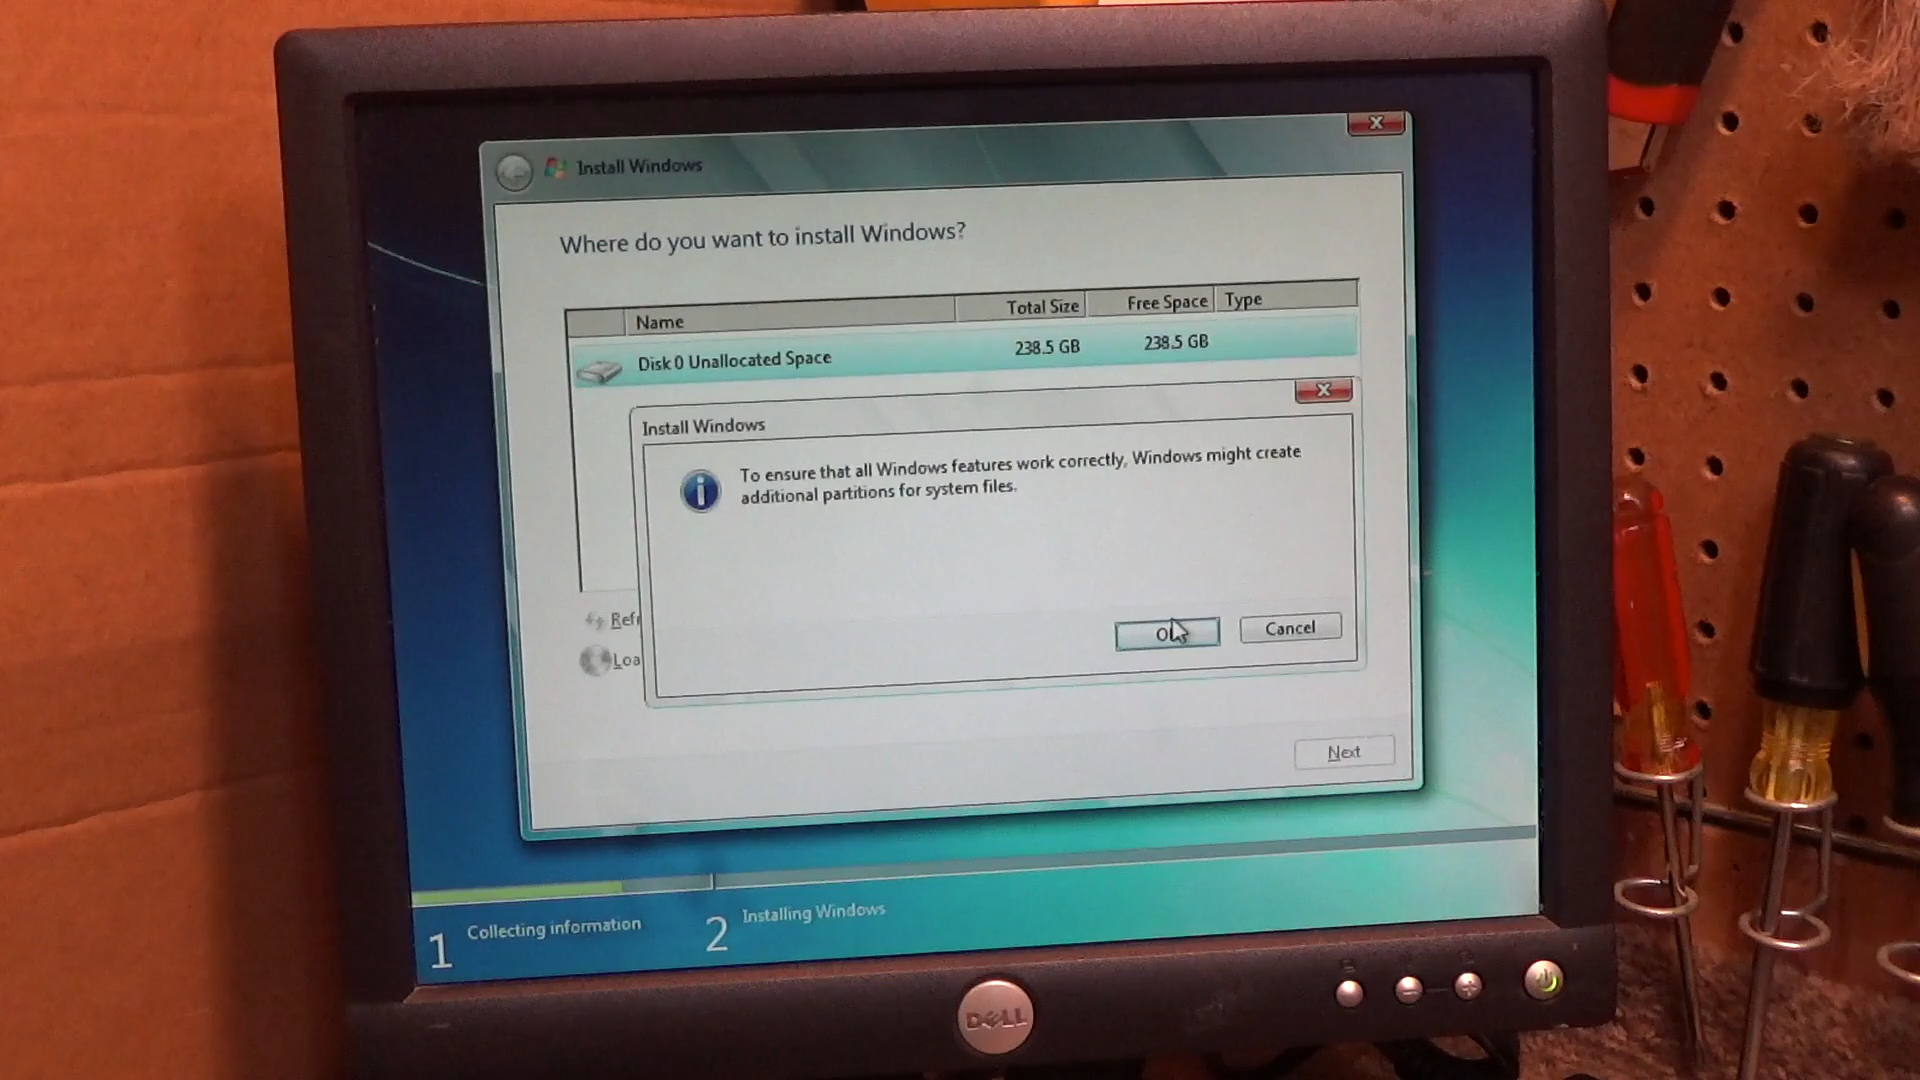 Install Windows
Where do you want to install Windows?
Name Total Size Free Space Type
Disk 0 Unallocated Space 238.5 GB 238.5 GB
Install Windows
To ensure that all Windows features work correctly, Windows might create
additional partitions for system files.
Cancel
Next
1 Collecting information 2 Installing Windows
DELL